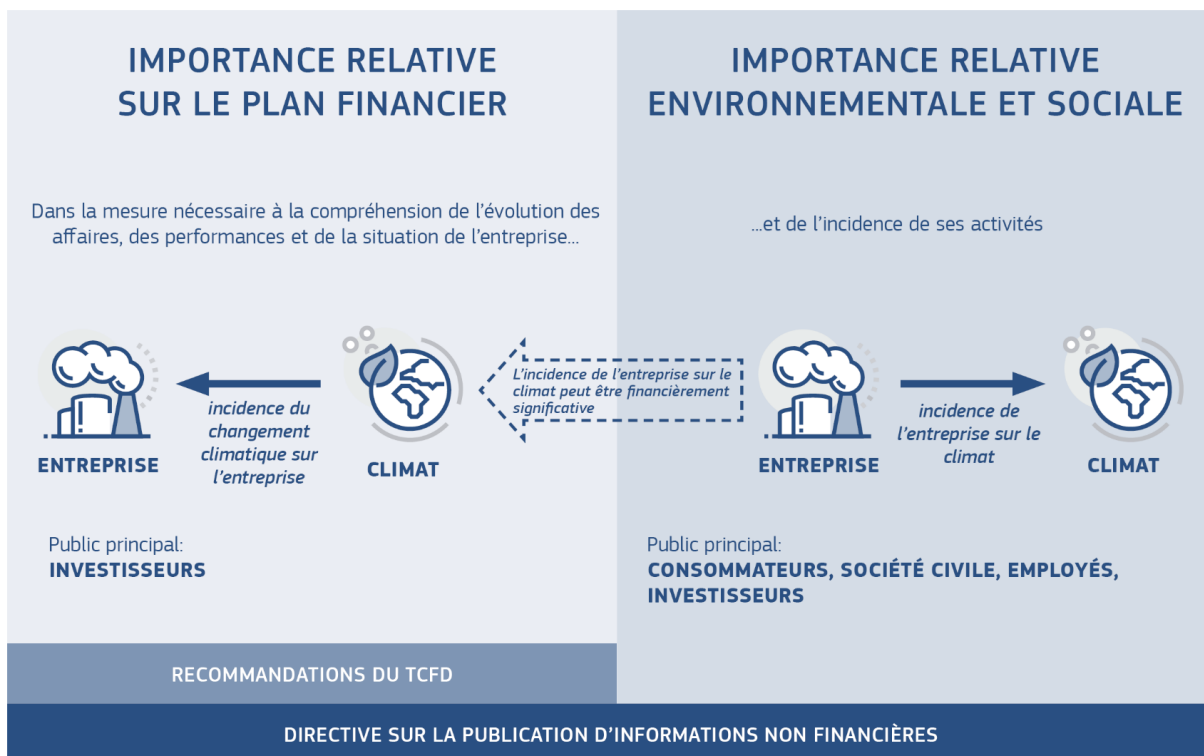 IMPORTANCE RELATIVE
SUR LE PLAN FINANCIER
Dans la mesure nécessaire à la compréhension de l’évolution des
affaires, des performances et de la situation de l’entreprise…
ENTREPRISE
incidence du
changement
climatique sur
l’entreprise
CLIMAT
Public principal:
INVESTISSEURS
L’incidence de l’entreprise sur le
climat peut être financièrement
significative
IMPORTANCE RELATIVE
ENVIRONNEMENTALE ET SOCIALE
…et de l’incidence de ses activités
ENTREPRISE
incidence de
l’entreprise sur le
climat
CLIMAT
Public principal:
CONSOMMATEURS, SOCIÉTÉ CIVILE, EMPLOYÉS,
INVESTISSEURS
RECOMMANDATIONS DU TCFD
DIRECTIVE SUR LA PUBLICATION D’INFORMATIONS NON FINANCIÈRES